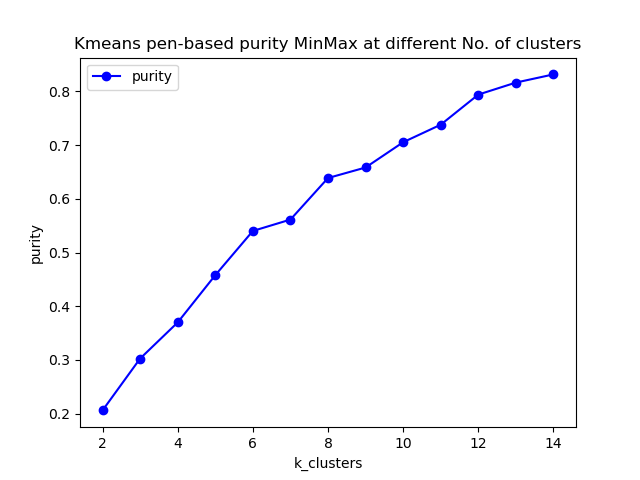 Kmeans pen-based purity MinMax at different No. of clusters
purity
0.8
0.7
0.6
0.5
0.4
0.3
0.2
purity
2 4 6 8 10 12 14
k_clusters